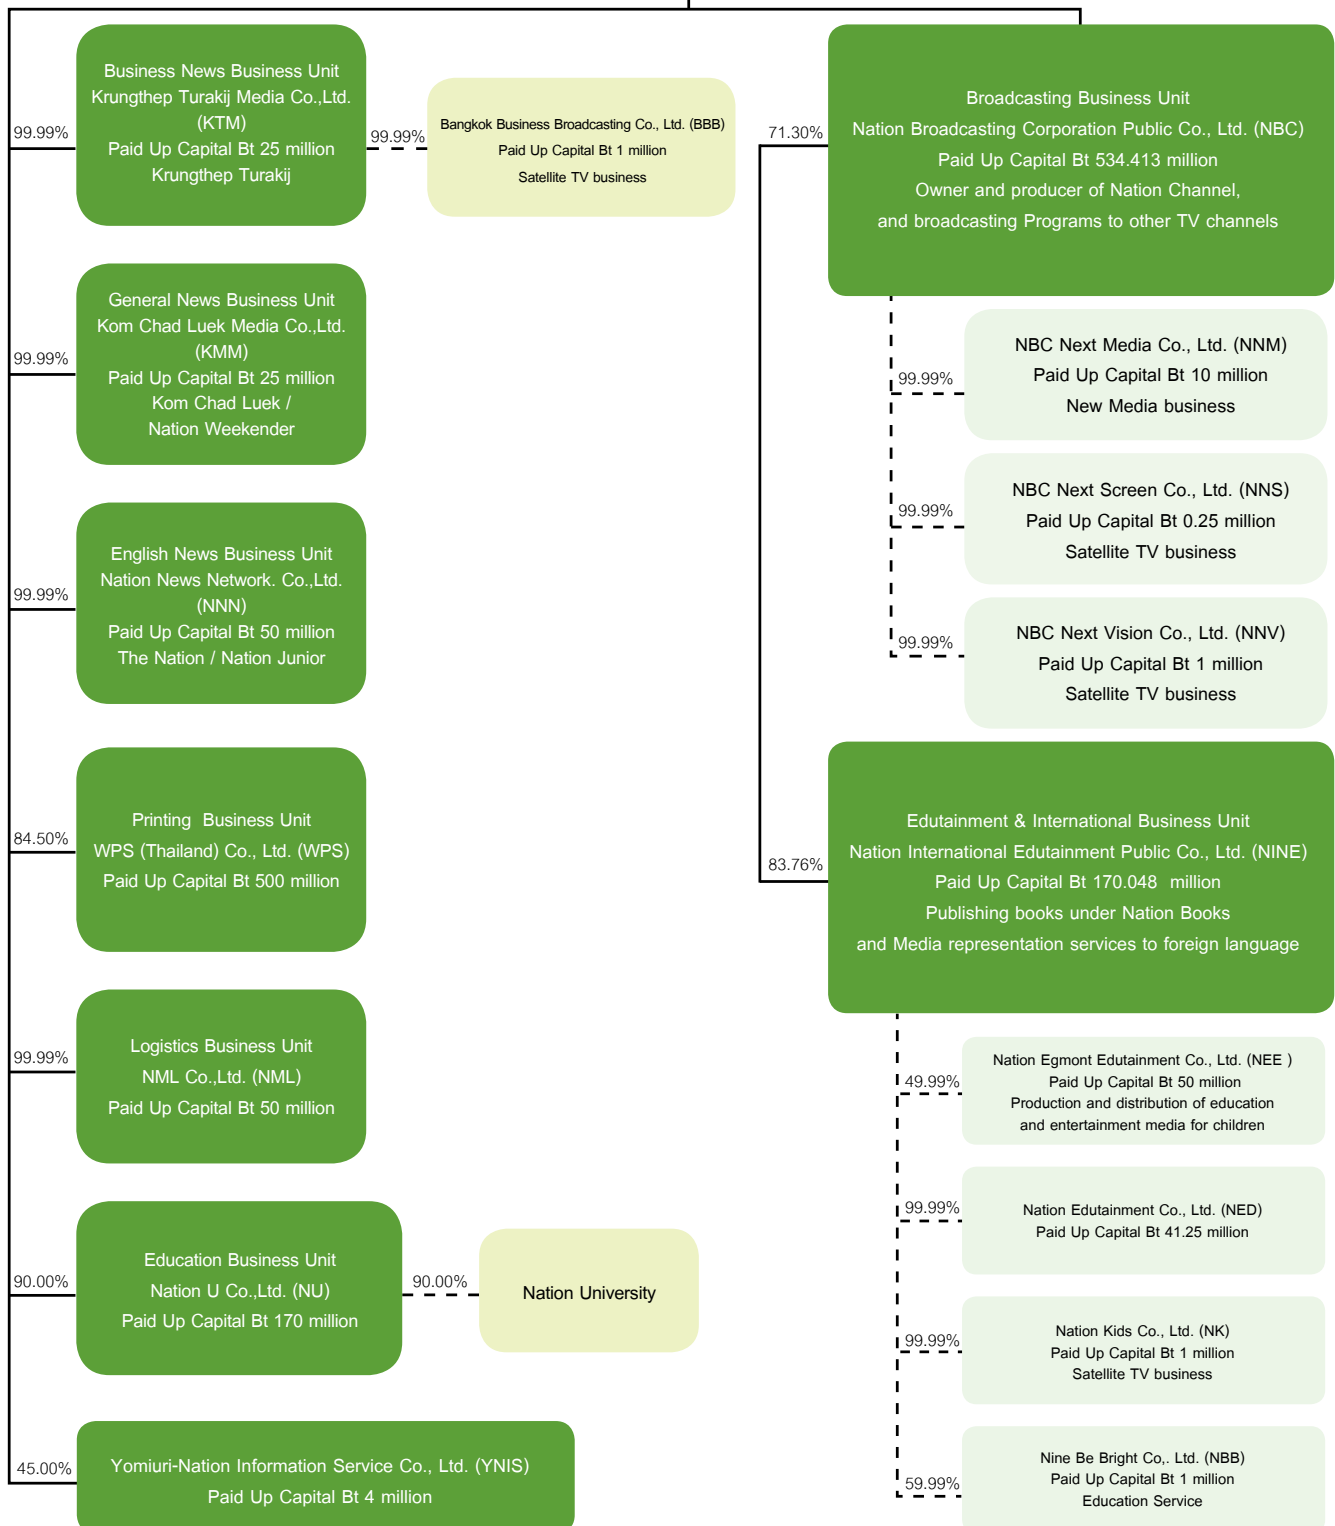 99.99%
Business News Business Unit
Krungthep Turakij Media Co.,Ltd.
(KTM)
Paid Up Capital Bt 25 million
Krungthep Turakij
99.99%
Bangkok Business Broadcasting Co., Ltd. (BBB)
Paid Up Capital Bt 1 million
Satellite TV business
99.99%
General News Business Unit
Kom Chad Luek Media Co.,Ltd.
(KMM)
Paid Up Capital Bt 25 million
Kom Chad Luek /
Nation Weekender
99.99%
English News Business Unit
Nation News Network. Co.,Ltd.
(NNN)
Paid Up Capital Bt 50 million
The Nation / Nation Junior
84.50%
Printing Business Unit
WPS (Thailand) Co., Ltd. (WPS)
Paid Up Capital Bt 500 million
99.99%
Logistics Business Unit
NML Co.,Ltd. (NML)
Paid Up Capital Bt 50 million
90.00%
Education Business Unit
Nation U Co.,Ltd. (NU)
Paid Up Capital Bt 170 million
90.00%
Nation University
45.00%
Yomiuri-Nation Information Service Co., Ltd. (YNIS)
Paid Up Capital Bt 4 million
71.30%
Broadcasting Business Unit
Nation Broadcasting Corporation Public Co., Ltd. (NBC)
Paid Up Capital Bt 534.413 million
Owner and producer of Nation Channel,
and broadcasting Programs to other TV channels
99.99%
NBC Next Media Co., Ltd. (NNM)
Paid Up Capital Bt 10 million
New Media business
99.99%
NBC Next Screen Co., Ltd. (NNS)
Paid Up Capital Bt 0.25 million
Satellite TV business
99.99%
NBC Next Vision Co., Ltd. (NNV)
Paid Up Capital Bt 1 million
Satellite TV business
83.76%
Edutainment & International Business Unit
Nation International Edutainment Public Co., Ltd. (NINE)
Paid Up Capital Bt 170.048 million
Publishing books under Nation Books
and Media representation services to foreign language
49.99%
Nation Egmont Edutainment Co., Ltd. (NEE )
Paid Up Capital Bt 50 million
Production and distribution of education
and entertainment media for children
99.99%
Nation Edutainment Co., Ltd. (NED)
Paid Up Capital Bt 41.25 million
99.99%
Nation Kids Co., Ltd. (NK)
Paid Up Capital Bt 1 million
Satellite TV business
59.99%
Nine Be Bright Co,. Ltd. (NBB)
Paid Up Capital Bt 1 million
Education Service